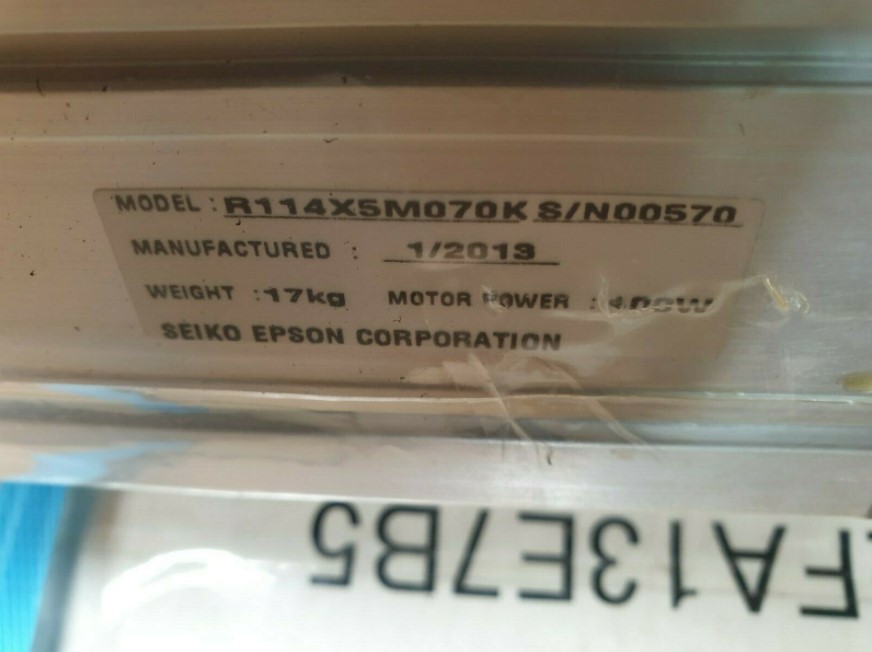 MODEL : R114X5M070K S/N00570
MANUFACTURED : 1/2013
WEIGHT :17kg MOTOR POWER :
SEIKO EPSON CORPORATION
FA13E7B5